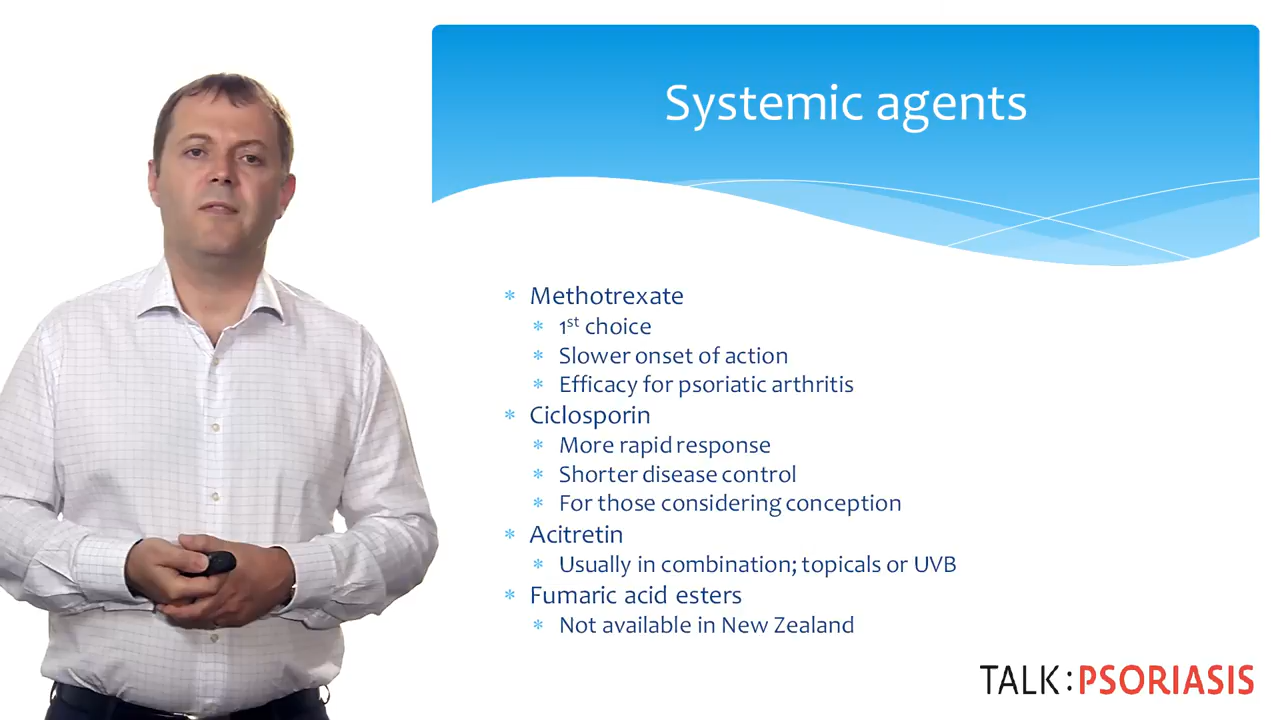 Systemic agents
* Methotrexate
* 1st choice
* Slower onset of action
* Efficacy for psoriatic arthritis
* Ciclosporin
* More rapid response
* Shorter disease control
* For those considering conception
* Acitretin
* Usually in combination; topicals or UVB
* Fumaric acid esters
* Not available in New Zealand
TALK:PSORIASIS